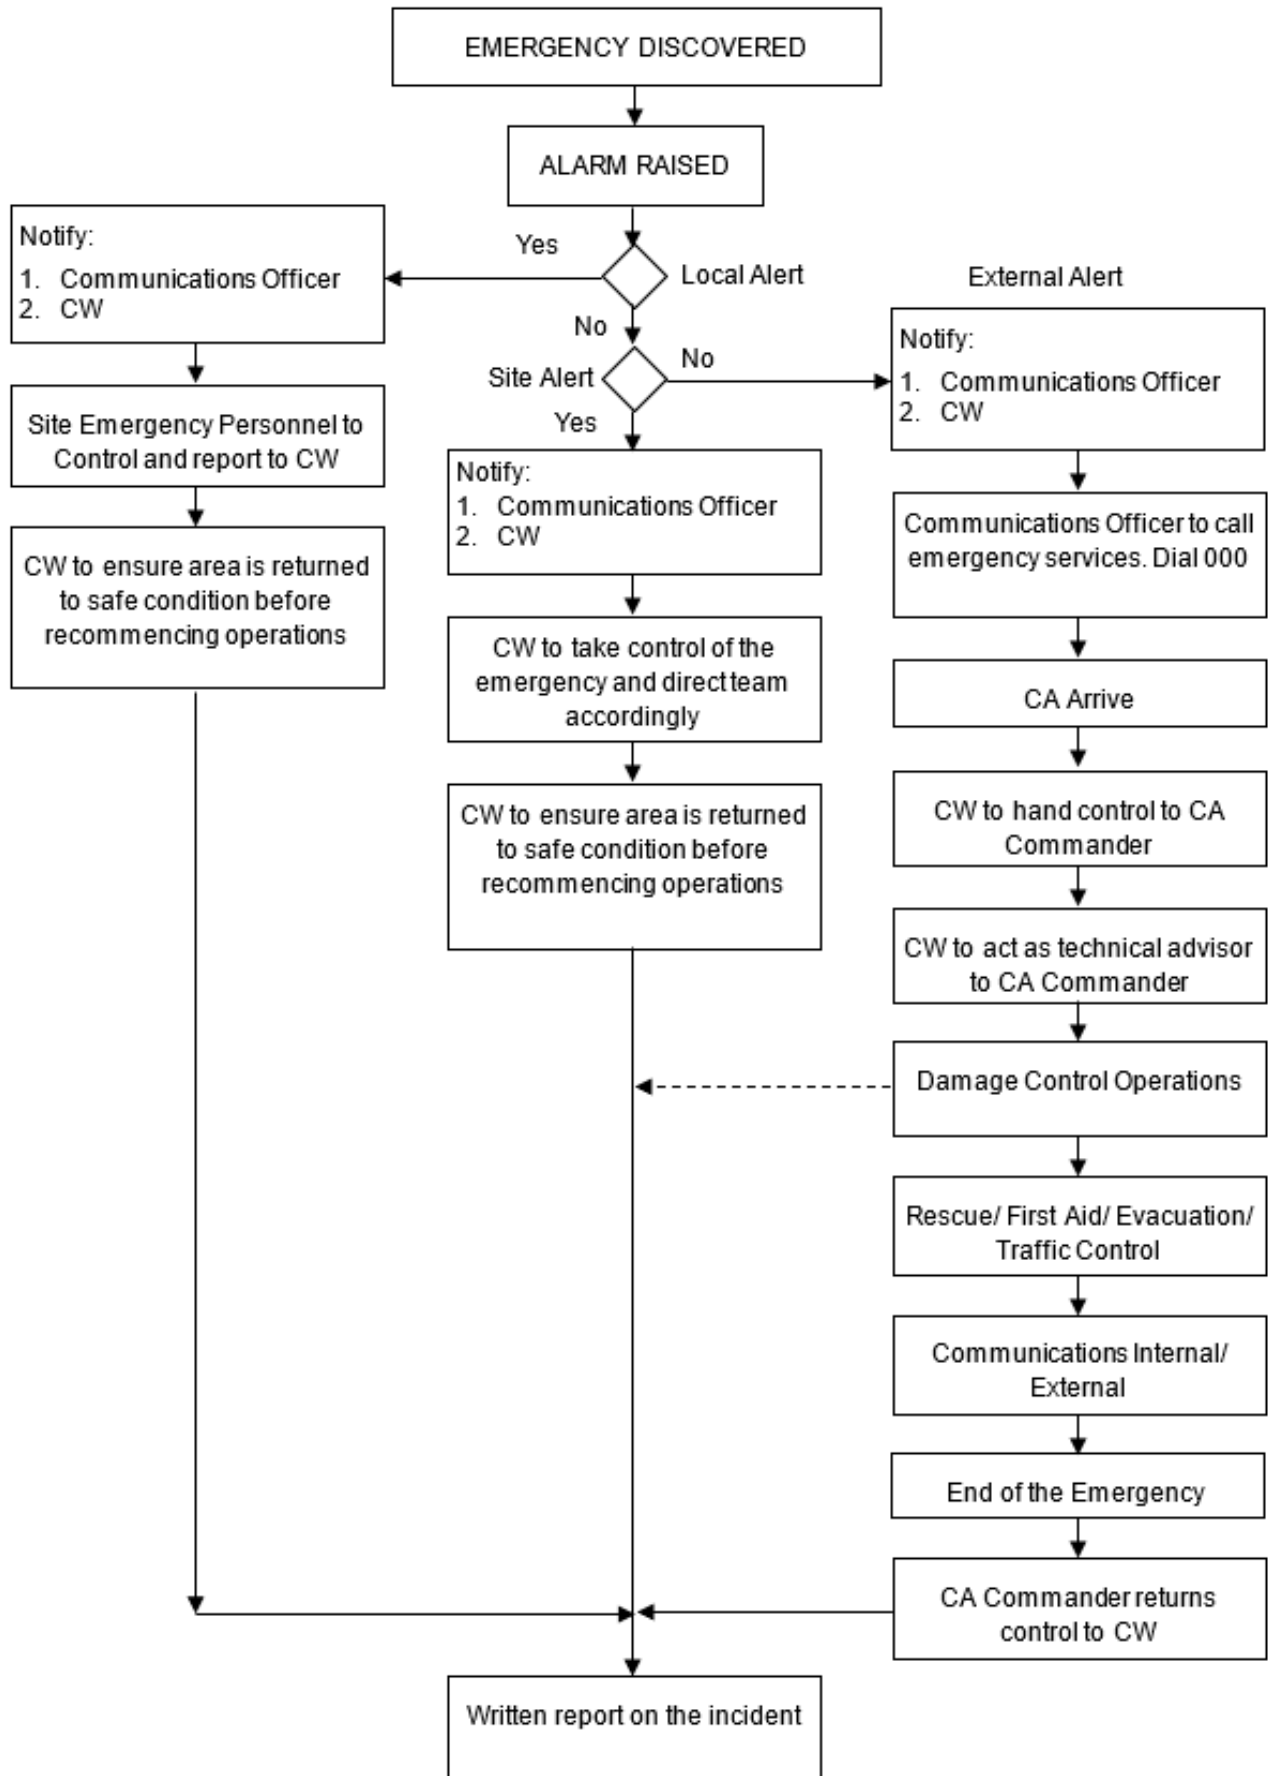 EMERGENCY DISCOVERED
ALARM RAISED
Yes
Local Alert
No
Notify:
1. Communications Officer
2. CW
Site Emergency Personnel to
Control and report to CW
CW to ensure area is returned
to safe condition before
recommencing operations
Site Alert
No
Yes
Notify:
1. Communications Officer
2. CW
CW to take control of the
emergency and direct team
accordingly
CW to ensure area is returned
to safe condition before
recommencing operations
External Alert
Notify:
1. Communications Officer
2. CW
Communications Officer to call
emergency services. Dial 000
CA Arrive
CW to hand control to CA
Commander
CW to act as technical advisor
to CA Commander
Damage Control Operations
Rescue/ First Aid/ Evacuation/
Traffic Control
Communications Internal/
External
End of the Emergency
CA Commander returns
control to CW
Written report on the incident